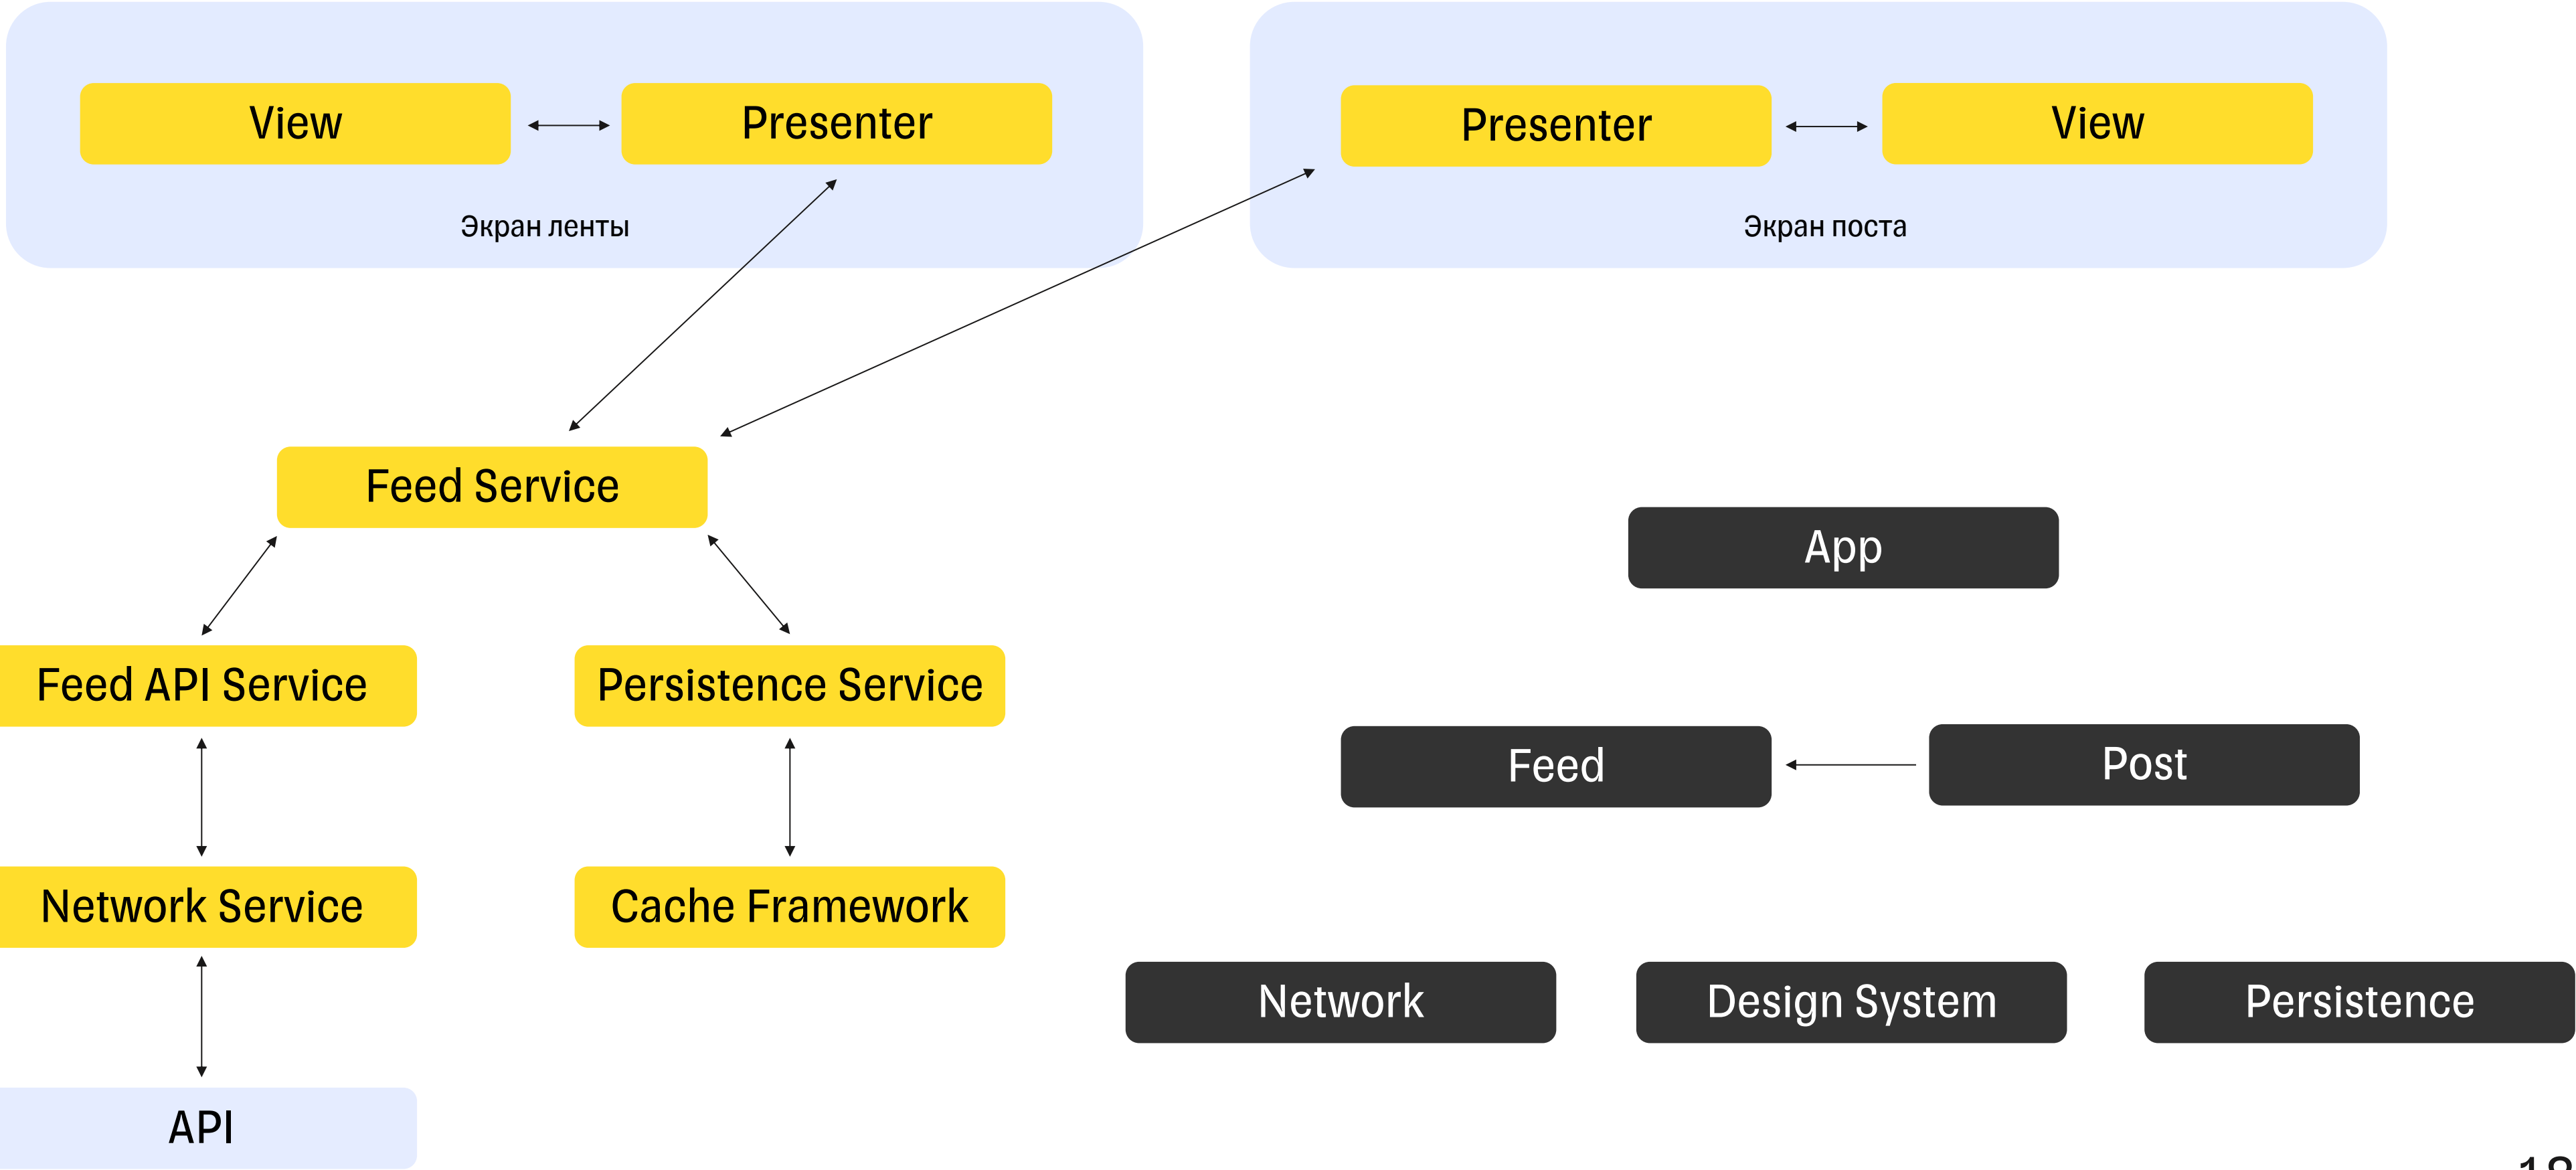 View
Presenter
Экран ленты
Presenter
View
Экран поста
Feed Service
Feed API Service
Persistence Service
Network Service
Cache Framework
API
App
Feed
Post
Network
Design System
Persistence